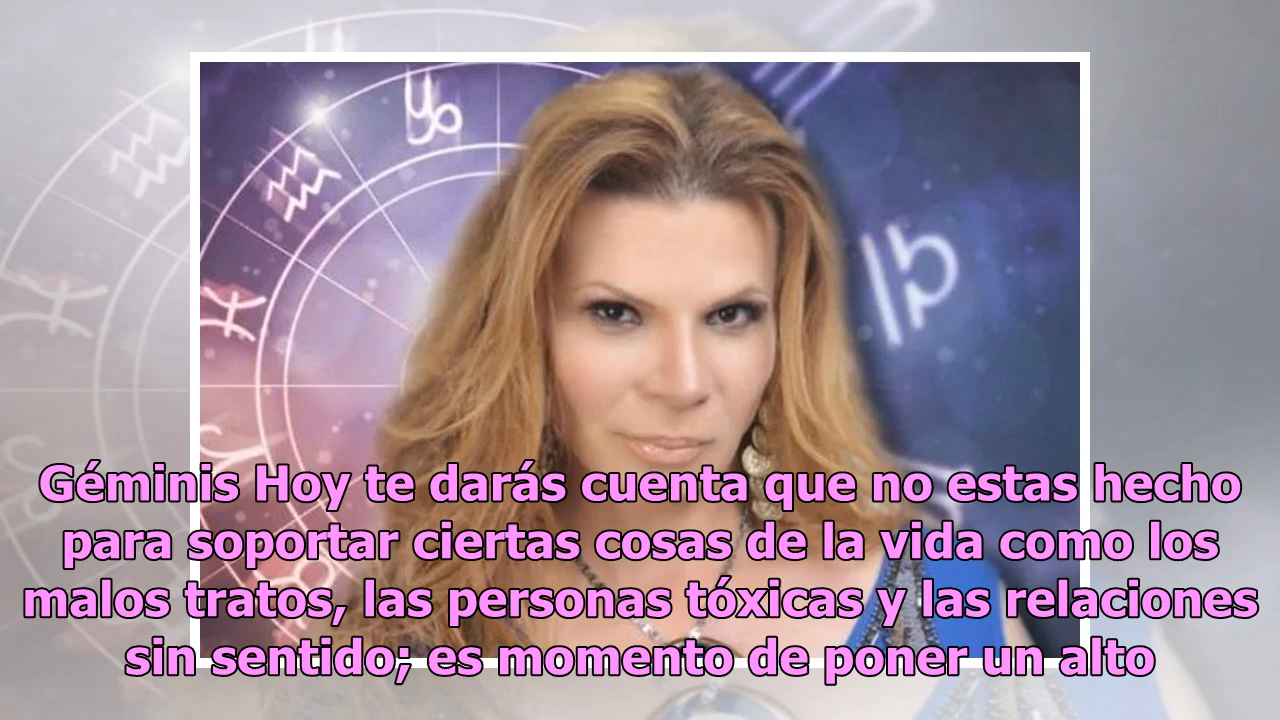 Géminis Hoy te darás cuenta que no estas hecho
para soportar ciertas cosas de la vida como los
malos tratos, las personas tóxicas y las relaciones
sin sentido; es momento de poner un alto